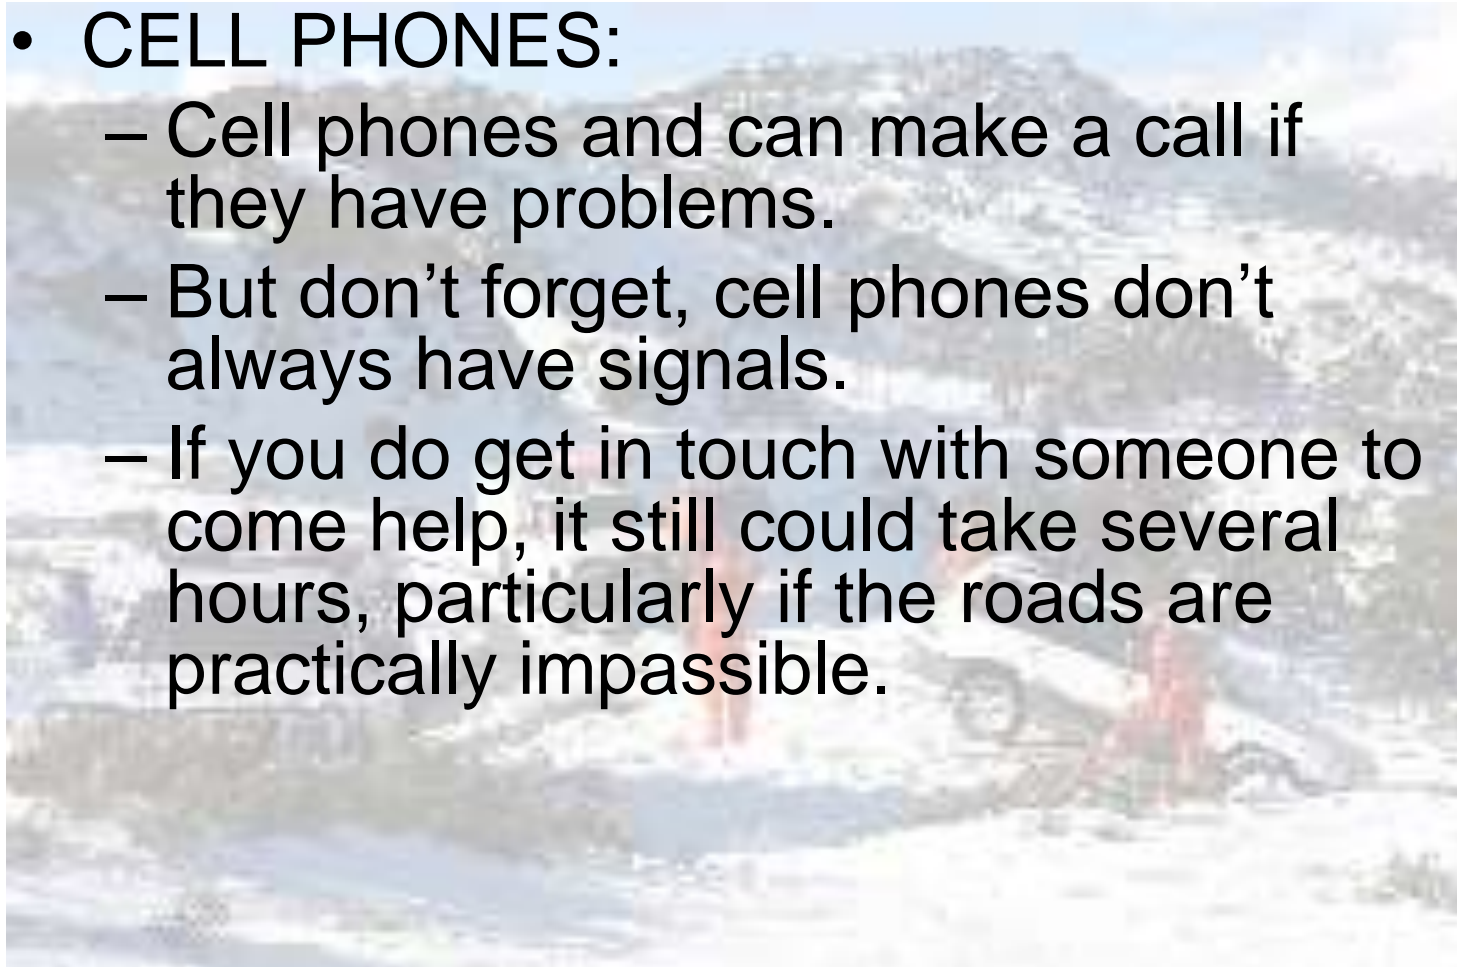 • CELL PHONES:
– Cell phones and can make a call if
they have problems.
– But don’t forget, cell phones don’t
always have signals.
– If you do get in touch with someone to
come help, it still could take several
hours, particularly if the roads are
practically impassible.